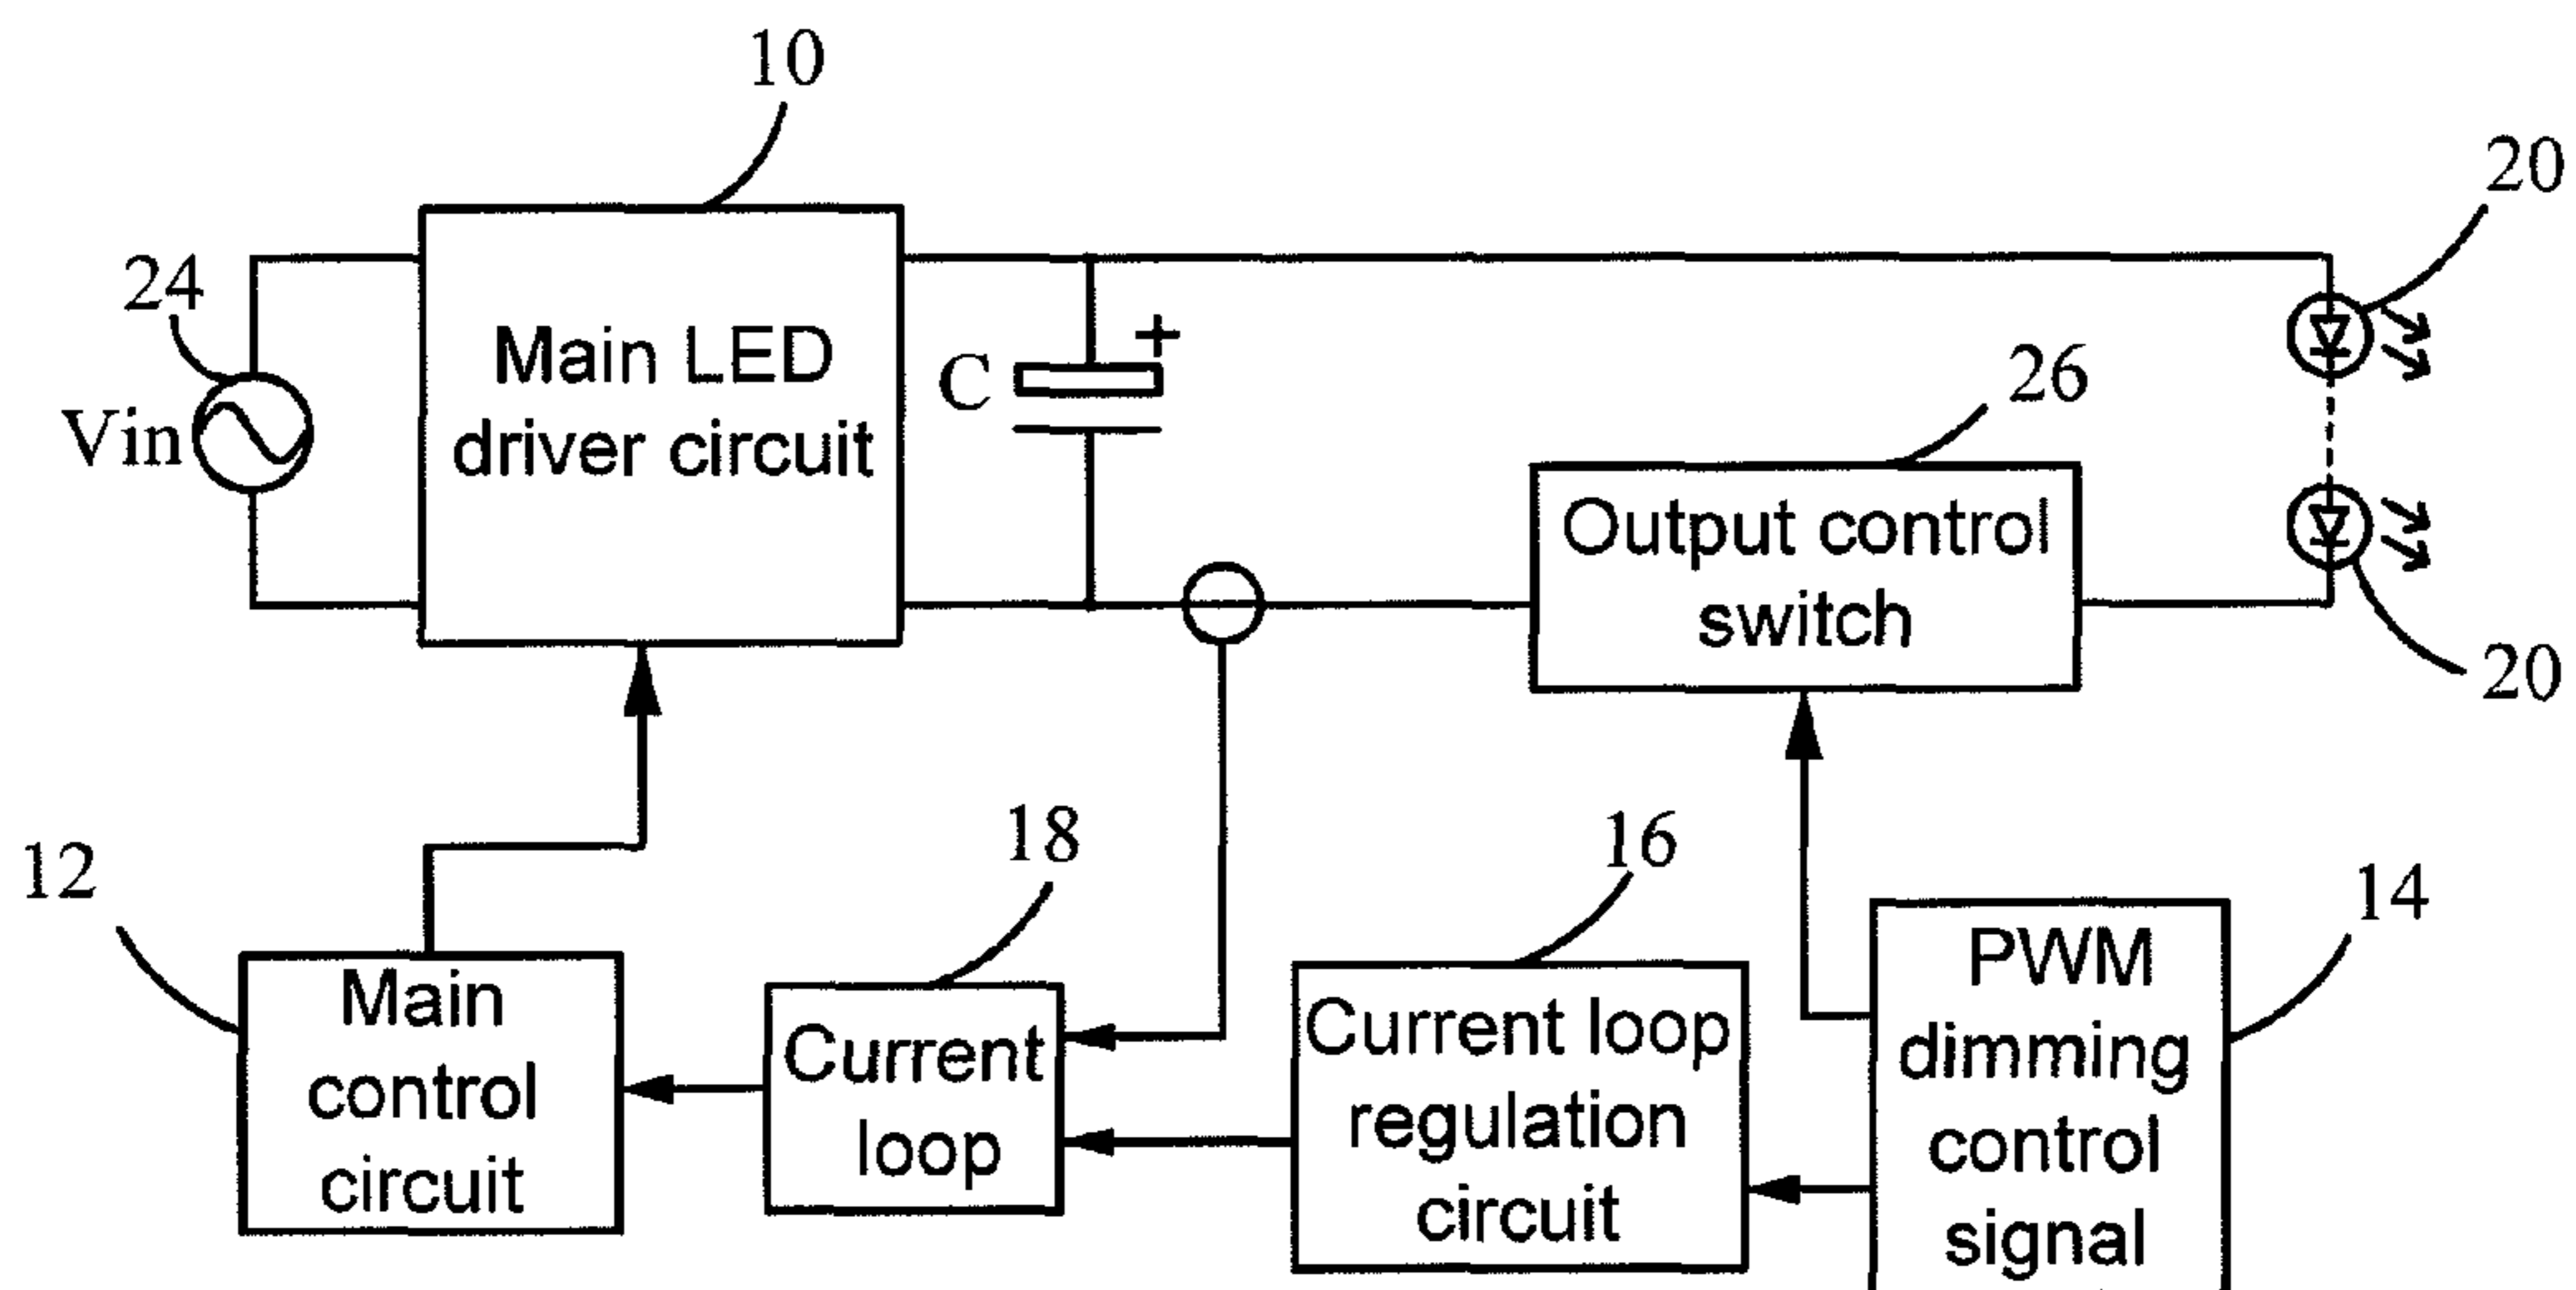 10
20
24
Main LED
driver circuit
+
C
Vin
26
Output control
switch
20
12
18
16
14
Main
control
circuit
Current
loop
Current loop
regulation
circuit
PWM
dimming
control
signal